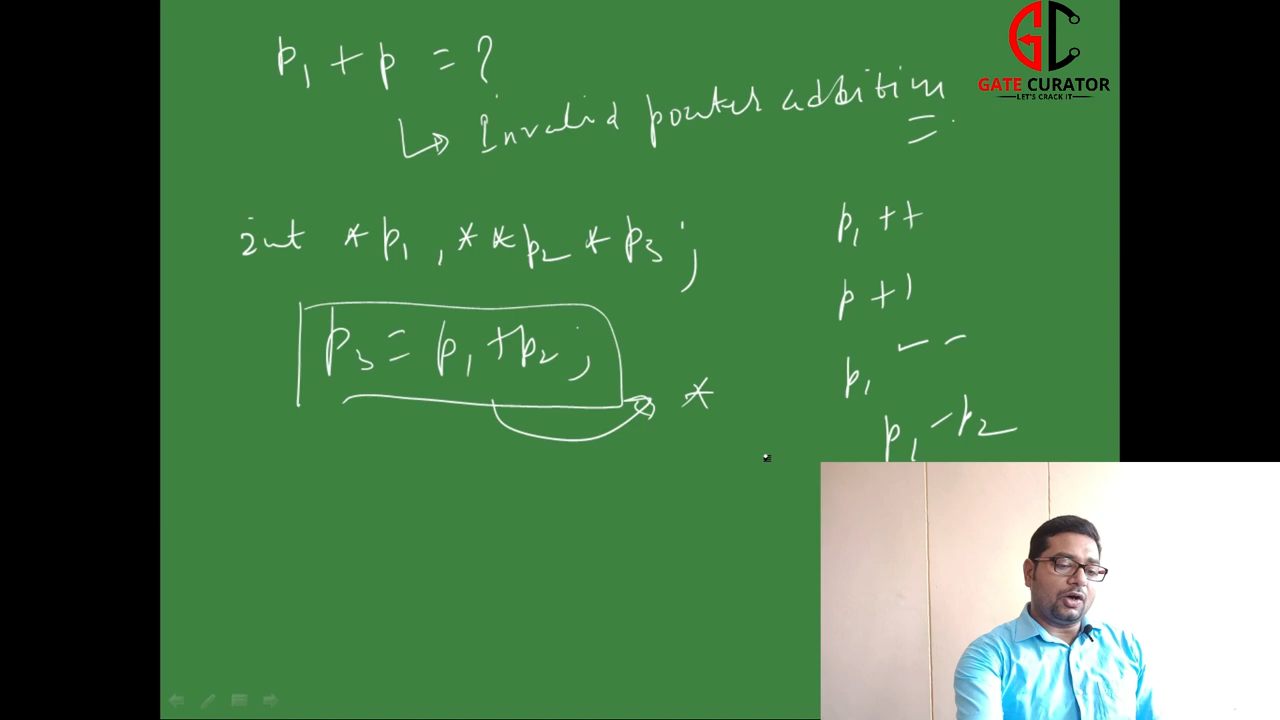 p1 + p = ?
GATE CURATOR
LET'S CRACK IT
↳ Invalid pointer addition
int *p1, **p2 *p3;
p3 = p1 + p2;
*
p1++
p+1
p1--
p1-p2